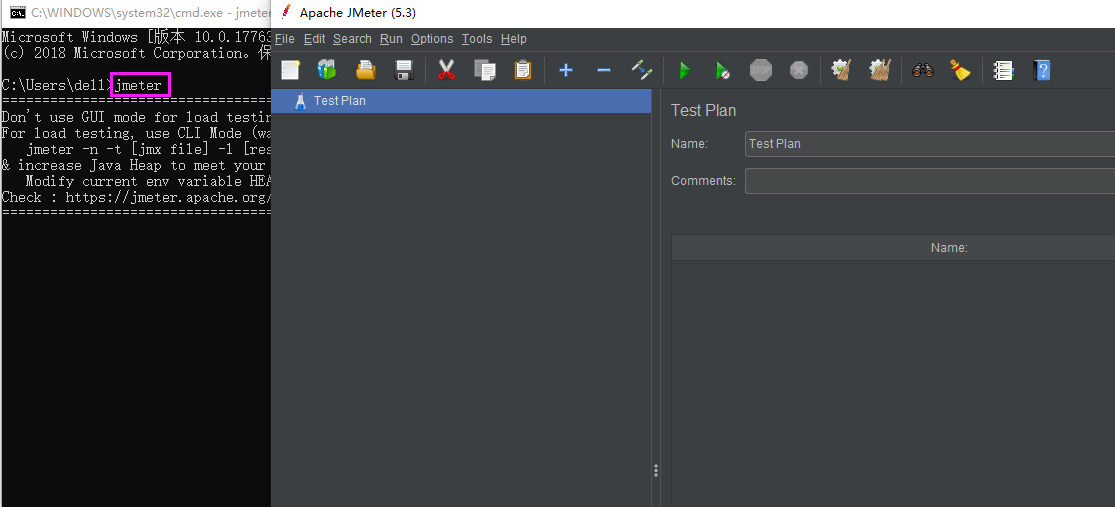 C:\WINDOWS\system32\cmd.exe - jmeter
Microsoft Windows [版本 10.0.17763
(c) 2018 Microsoft Corporation。保
C:\Users\dell>jmeter
================================
Don't use GUI mode for load testin
For load testing, use CLI Mode (wa
jmeter -n -t [jmx file] -l [res
& increase Java Heap to meet your
Modify current env variable HEA
Check : https://jmeter.apache.org/
================================
Apache JMeter (5.3)
File Edit Search Run Options Tools Help
STOP
Test Plan
Test Plan
Name: Test Plan
Comments:
Name: